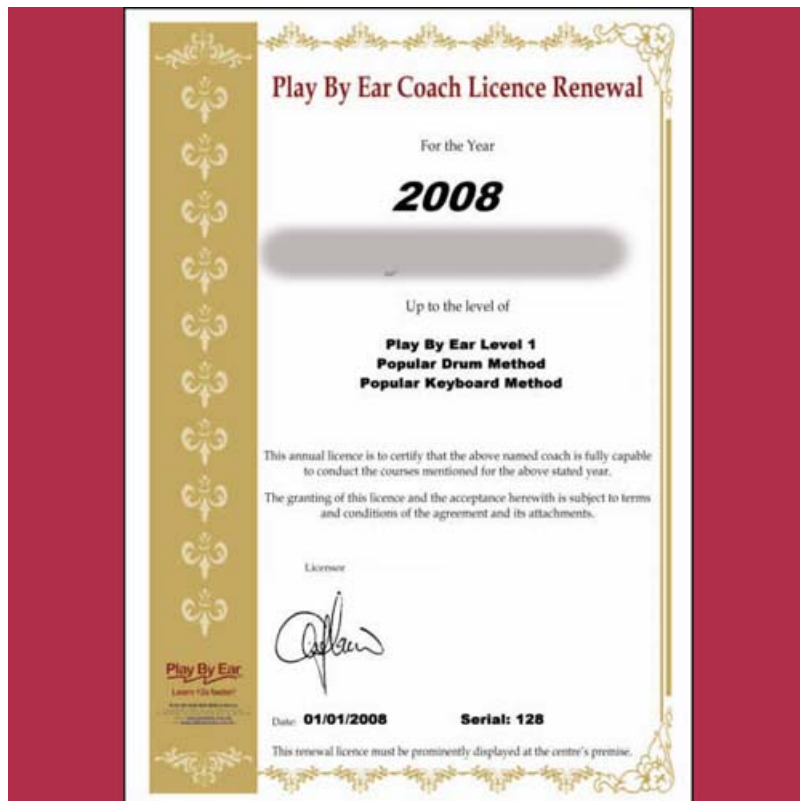 Play By Ear Coach Licence Renewal
For the Year
2008
Up to the level of
Play By Ear Level 1
Popular Drum Method
Popular Keyboard Method
This annual licence is to certify that the above named coach is fully capable
to conduct the courses mentioned for the above stated year.
The granting of this licence and the acceptance herewith is subject to terms
and conditions of the agreement and its attachments.
Licensor
Play By Ear
Learn 12x faster!
Date: 01/01/2008 Serial: 128
This renewal licence must be prominently displayed at the centre's premise.